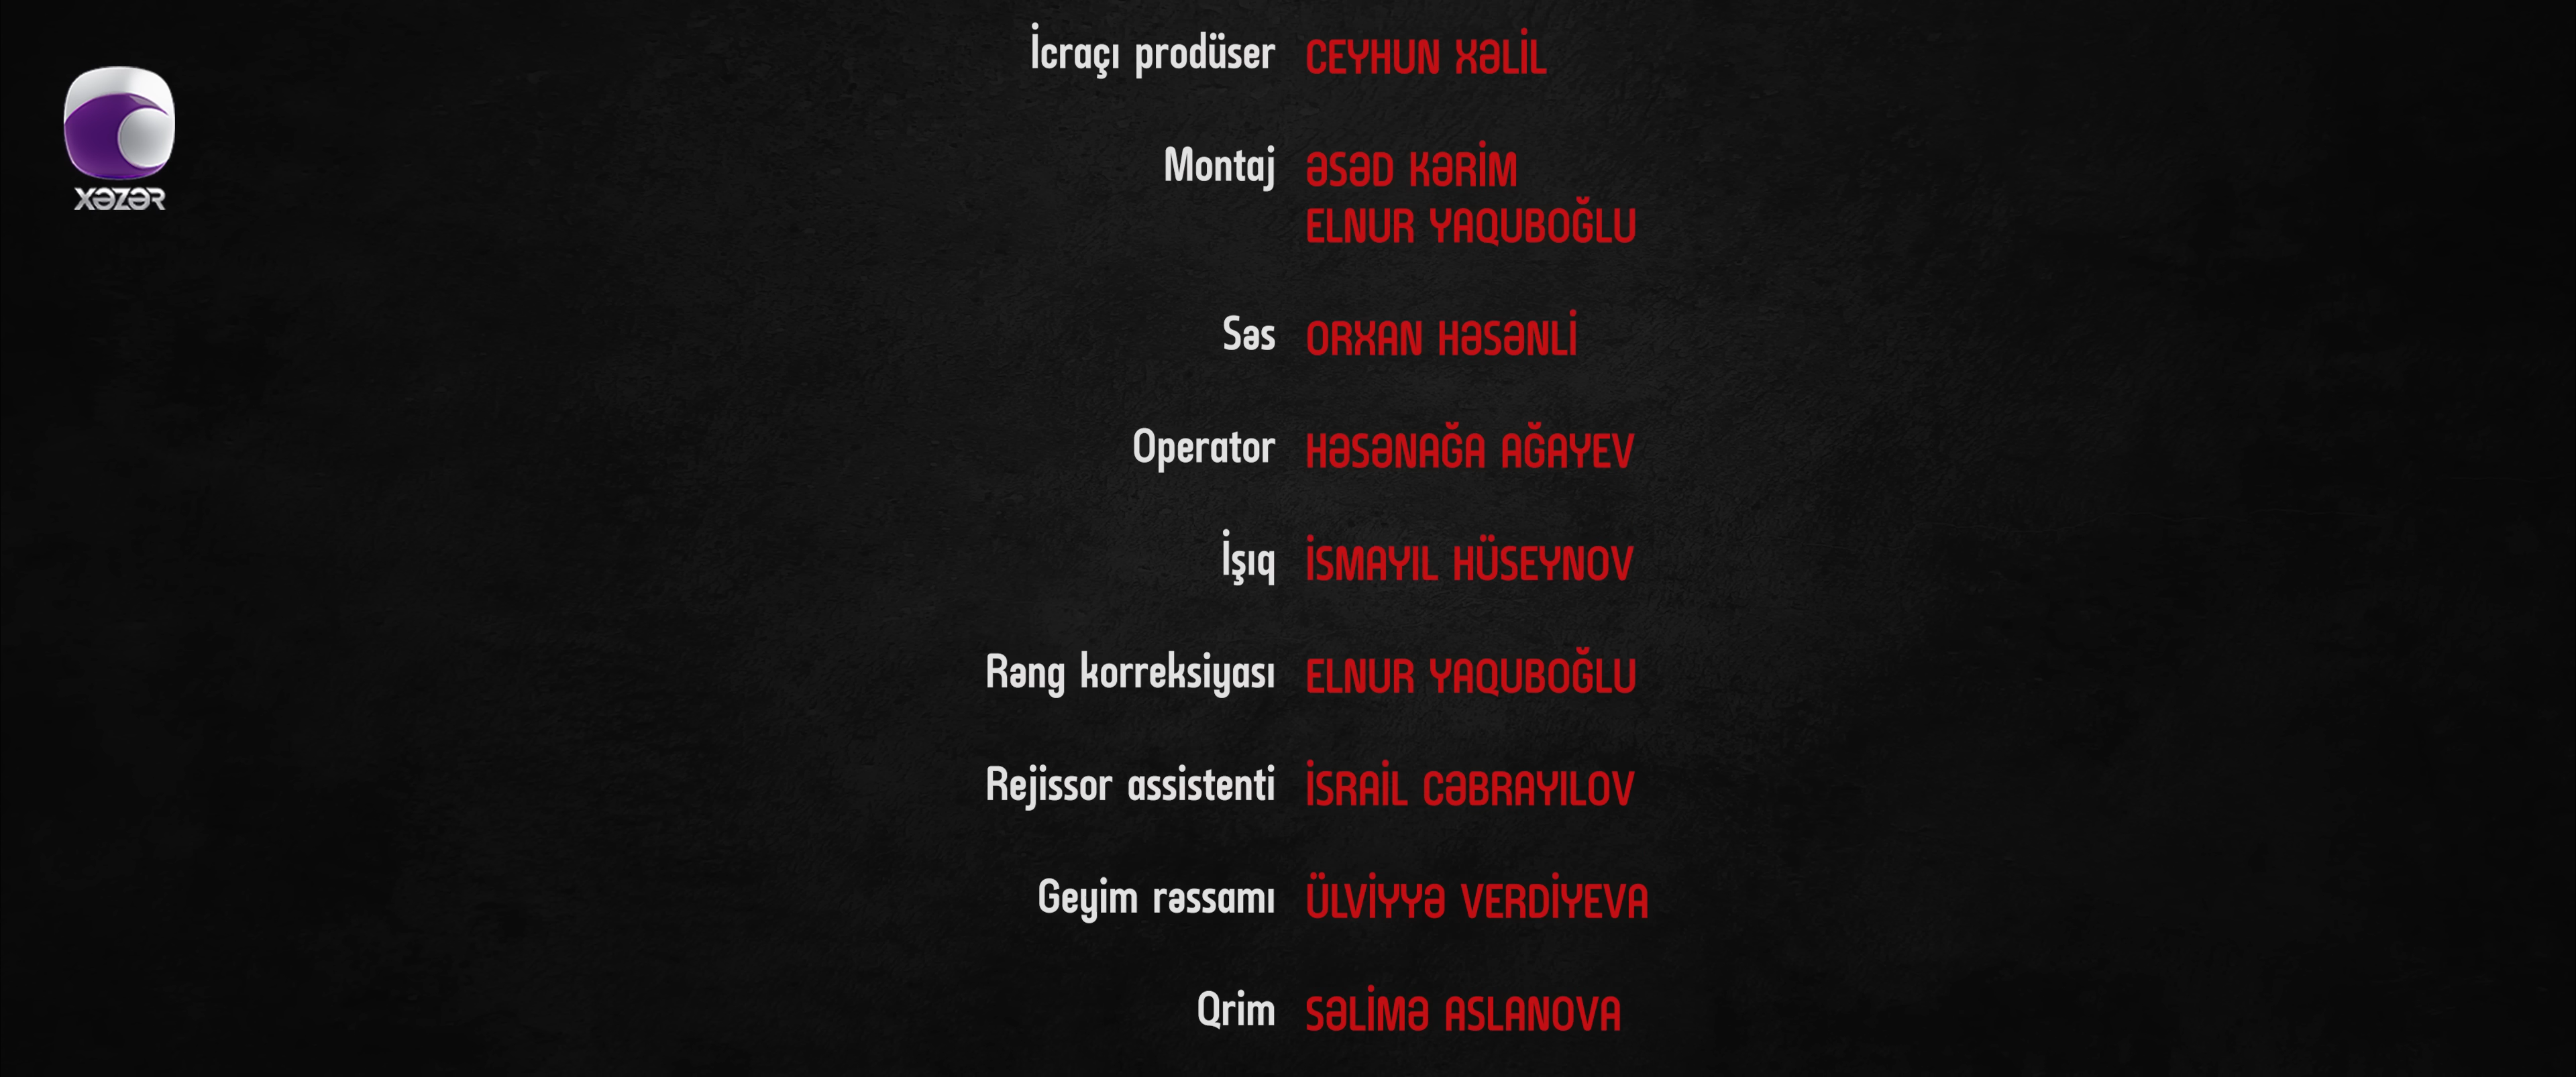 XƏZƏR
İcraçı prodüser CEYHUN XƏLİL
Montaj ƏSƏD KƏRİM
ELNUR YAQUBOĞLU
Səs ORXAN HƏSƏNLİ
Operator HƏSƏNAĞA AĞAYEV
İşıq İSMAYIL HÜSEYNOV
Rəng korreksiyası ELNUR YAQUBOĞLU
Rejissor assistenti İSRAİL CƏBRAYILOV
Geyim rəssamı ÜLVİYYƏ VERDİYEVA
Qrim SƏLİMƏ ASLANOVA